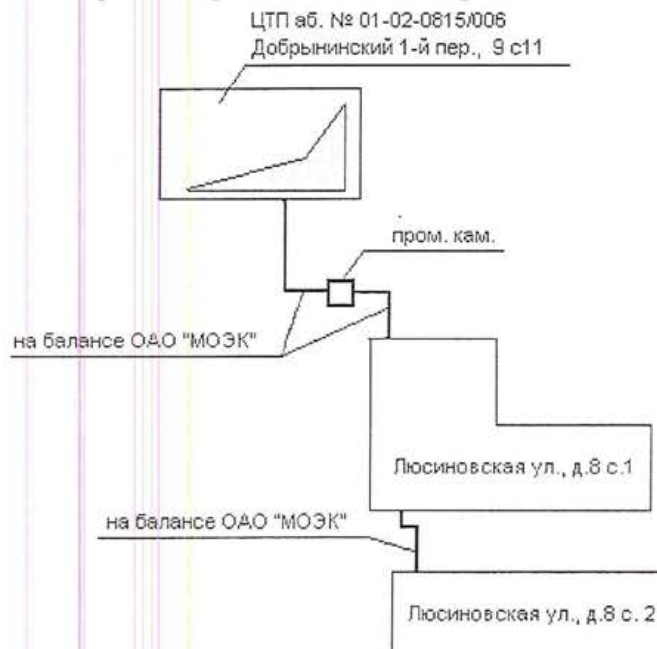 ЦТП аб. № 01-02-0815/006
Добрынинский 1-й пер., 9 с11
пром. кам.
на балансе ОАО "МОЭК"
Люсиновская ул., д.8 с.1
на балансе ОАО "МОЭК"
Люсиновская ул., д.8 с. 2